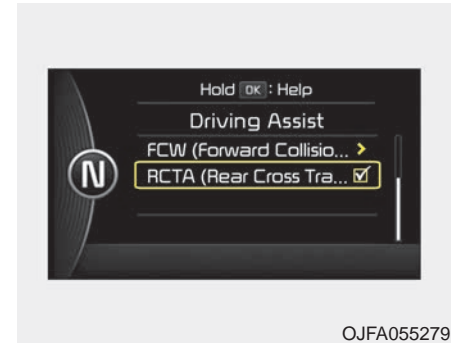 Hold OK : Help
Driving Assist
FCW (Forward Collisio... >
RCTA (Rear Cross Tra... ☑
N
OJFA055279